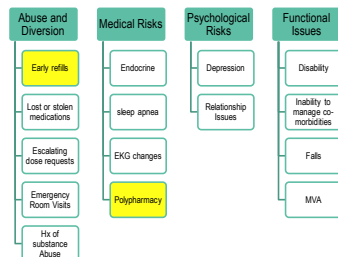 Abuse and
Diversion
Early refills
Lost or stolen
medications
Escalating
dose requests
Emergency
Room Visits
Hx of
substance
Abuse
Medical Risks
Endocrine
sleep apnea
EKG changes
Polypharmacy
Psychological
Risks
Depression
Relationship
Issues
Functional
Issues
Disability
Inability to
manage co-
morbidities
Falls
MVA